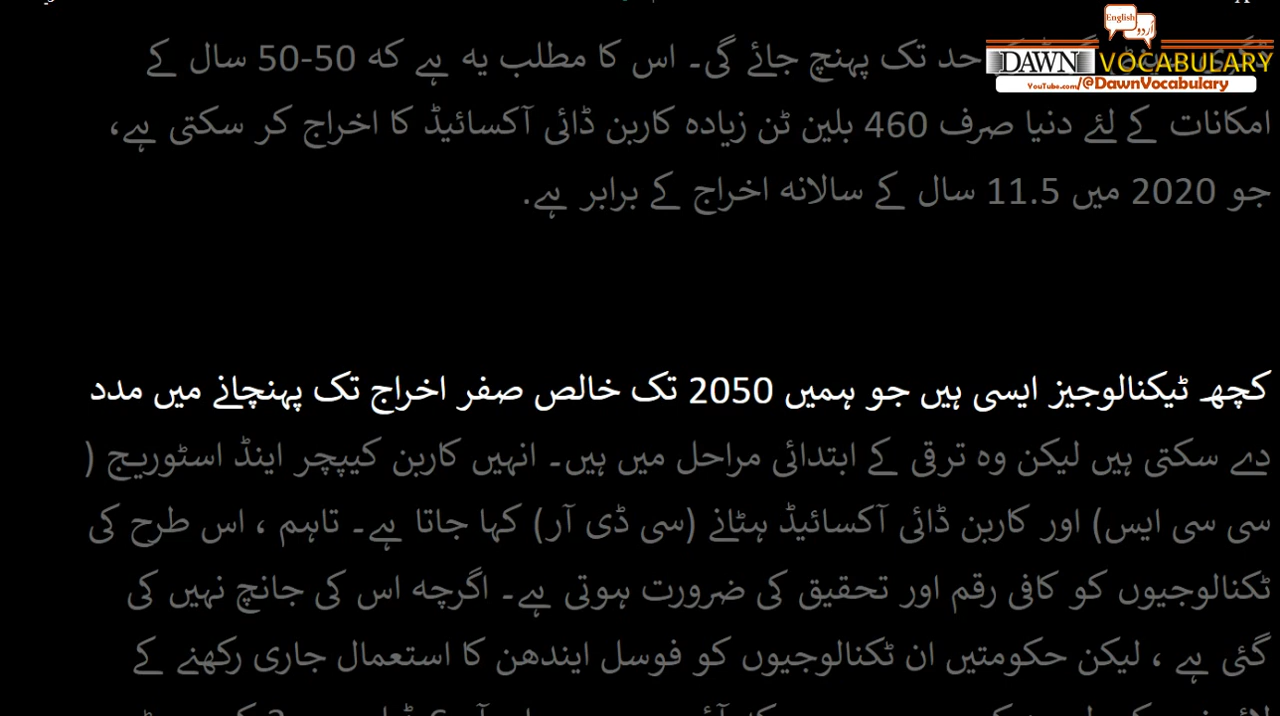 English
اُردو
DAWN VOCABULARY
YouTube.com/@DawnVocabulary
حد تک پہنچ جائے گی۔ اس کا مطلب یہ ہے کہ 50-50 سال کے
امکانات کے لئے دنیا صرف 460 بلین ٹن زیادہ کاربن ڈائی آکسائیڈ کا اخراج کر سکتی ہے،
جو 2020 میں 11.5 سال کے سالانہ اخراج کے برابر ہے.
کچھ ٹیکنالوجیز ایسی ہیں جو ہمیں 2050 تک خالص صفر اخراج تک پہنچانے میں مدد
دے سکتی ہیں لیکن وہ ترقی کے ابتدائی مراحل میں ہیں۔ انہیں کاربن کیپچر اینڈ اسٹوریج (
سی سی ایس) اور کاربن ڈائی آکسائیڈ ہٹانے (سی ڈی آر) کہا جاتا ہے۔ تاہم ، اس طرح کی
ٹکنالوجیوں کو کافی رقم اور تحقیق کی ضرورت ہوتی ہے۔ اگرچہ اس کی جانچ نہیں کی
گئی ہے ، لیکن حکومتیں ان ٹکنالوجیوں کو فوسل ایندھن کا استعمال جاری رکھنے کے